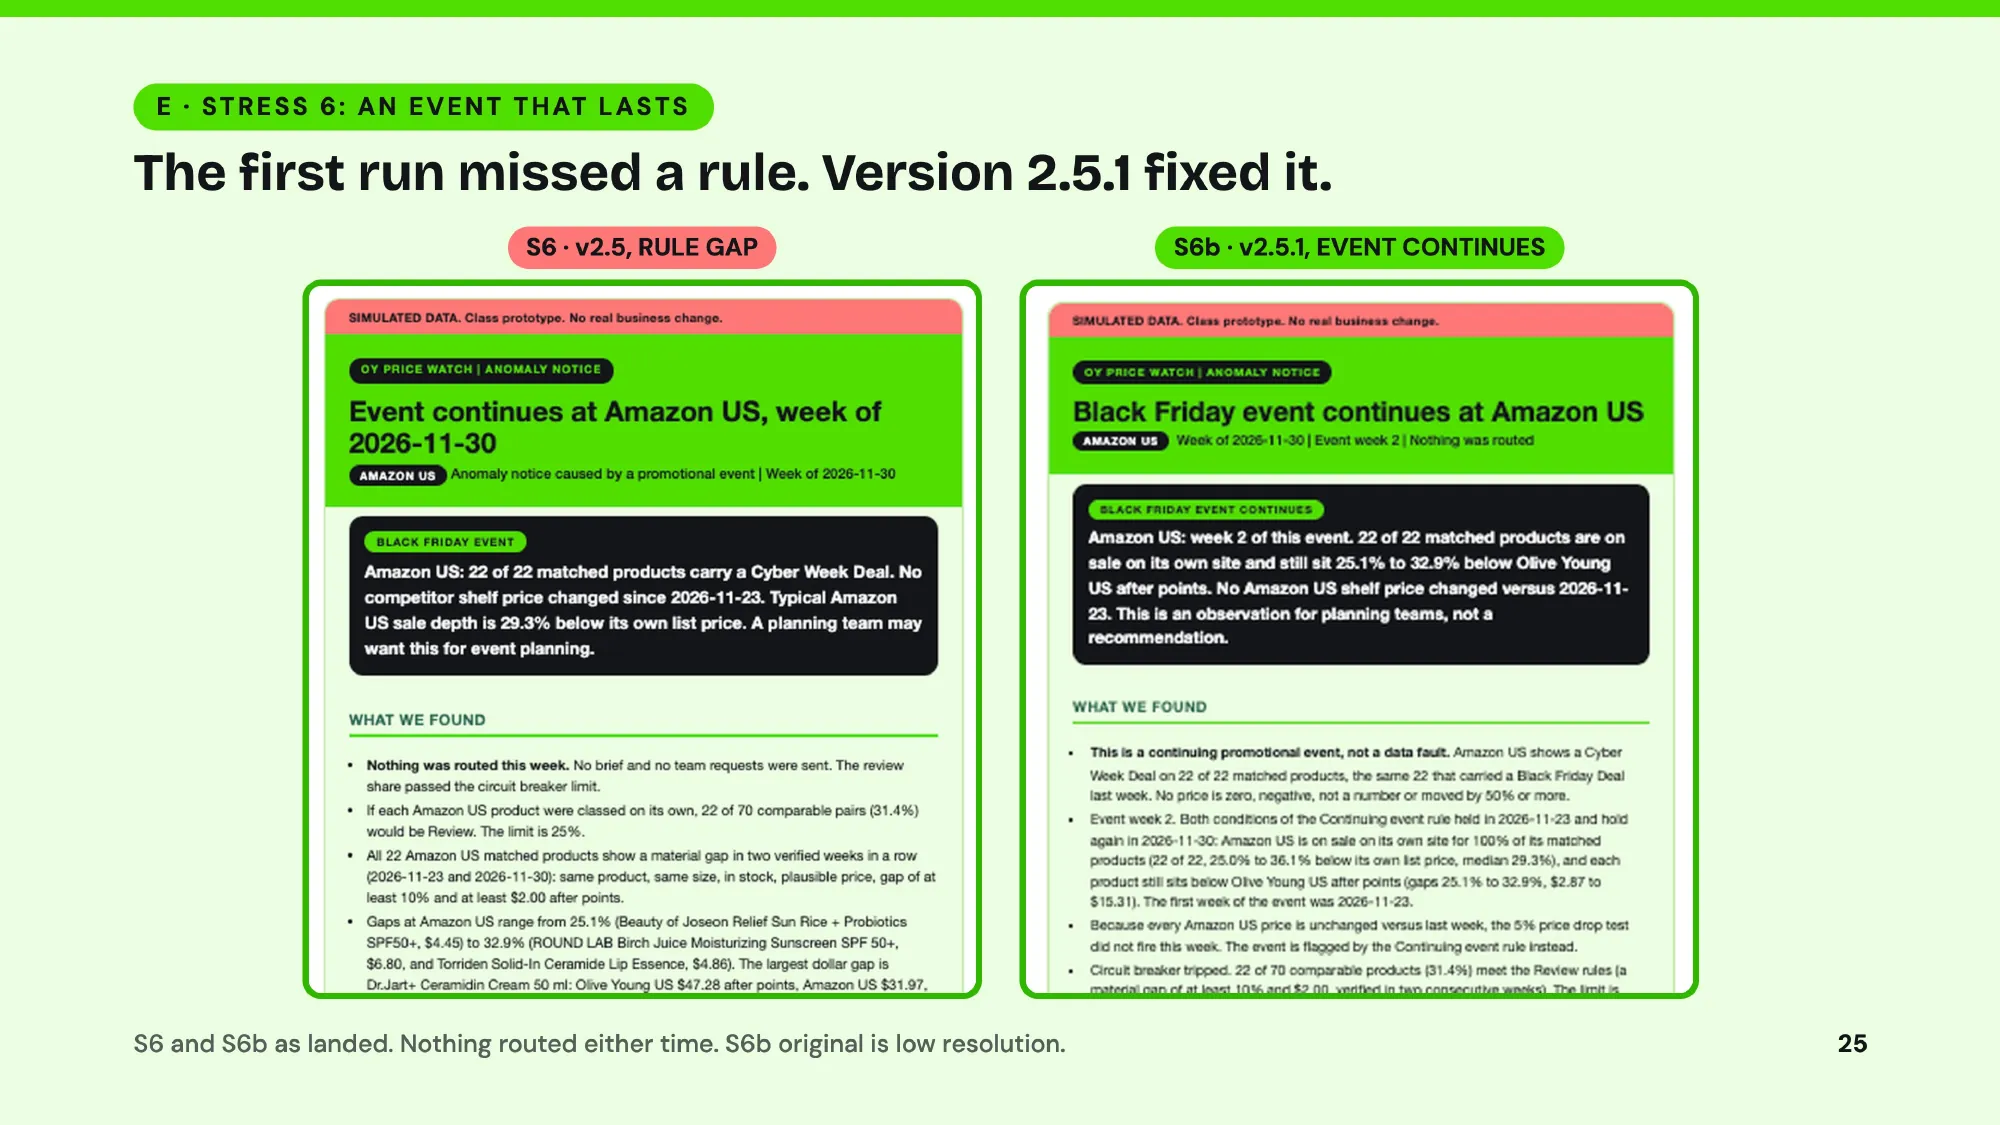 E · STRESS 6: AN EVENT THAT LASTS
The first run missed a rule. Version 2.5.1 fixed it.
S6 · v2.5, RULE GAP
SIMULATED DATA. Class prototype. No real business change.
OY PRICE WATCH | ANOMALY NOTICE
Event continues at Amazon US, week of
2026-11-30
AMAZON US Anomaly notice caused by a promotional event | Week of 2026-11-30
BLACK FRIDAY EVENT
Amazon US: 22 of 22 matched products carry a Cyber Week Deal. No
competitor shelf price changed since 2026-11-23. Typical Amazon
US sale depth is 29.3% below its own list price. A planning team may
want this for event planning.
WHAT WE FOUND
• Nothing was routed this week. No brief and no team requests were sent. The review
share passed the circuit breaker limit.
• If each Amazon US product were classed on its own, 22 of 70 comparable pairs (31.4%)
would be Review. The limit is 25%.
• All 22 Amazon US matched products show a material gap in two verified weeks in a row
(2026-11-23 and 2026-11-30): same product, same size, in stock, plausible price, gap of at
least 10% and at least $2.00 after points.
• Gaps at Amazon US range from 25.1% (Beauty of Joseon Relief Sun Rice + Probiotics
SPF50+, $4.45) to 32.9% (ROUND LAB Birch Juice Moisturizing Sunscreen SPF 50+,
$6.80, and Torriden Solid-In Ceramide Lip Essence, $4.86). The largest dollar gap is
Dr.Jart+ Ceramidin Cream 50 ml: Olive Young US $47.28 after points, Amazon US $31.97,
S6b · v2.5.1, EVENT CONTINUES
SIMULATED DATA. Class prototype. No real business change.
OY PRICE WATCH | ANOMALY NOTICE
Black Friday event continues at Amazon US
AMAZON US Week of 2026-11-30 | Event week 2 | Nothing was routed
BLACK FRIDAY EVENT CONTINUES
Amazon US: week 2 of this event. 22 of 22 matched products are on
sale on its own site and still sit 25.1% to 32.9% below Olive Young
US after points. No Amazon US shelf price changed versus 2026-11-
23. This is an observation for planning teams, not a
recommendation.
WHAT WE FOUND
• This is a continuing promotional event, not a data fault. Amazon US shows a Cyber
Week Deal on 22 of 22 matched products, the same 22 that carried a Black Friday Deal
last week. No price is zero, negative, not a number or moved by 50% or more.
• Event week 2. Both conditions of the Continuing event rule held in 2026-11-23 and hold
again in 2026-11-30: Amazon US is on sale on its own site for 100% of its matched
products (22 of 22, 25.0% to 36.1% below its own list price, median 29.3%), and each
product still sits below Olive Young US after points (gaps 25.1% to 32.9%, $2.87 to
$15.31). The first week of the event was 2026-11-23.
• Because every Amazon US price is unchanged versus last week, the 5% price drop test
did not fire this week. The event is flagged by the Continuing event rule instead.
• Circuit breaker tripped. 22 of 70 comparable products (31.4%) meet the Review rules (a
material gap of at least 10% and $2.00, verified in two consecutive weeks). The limit is
S6 and S6b as landed. Nothing routed either time. S6b original is low resolution.
25